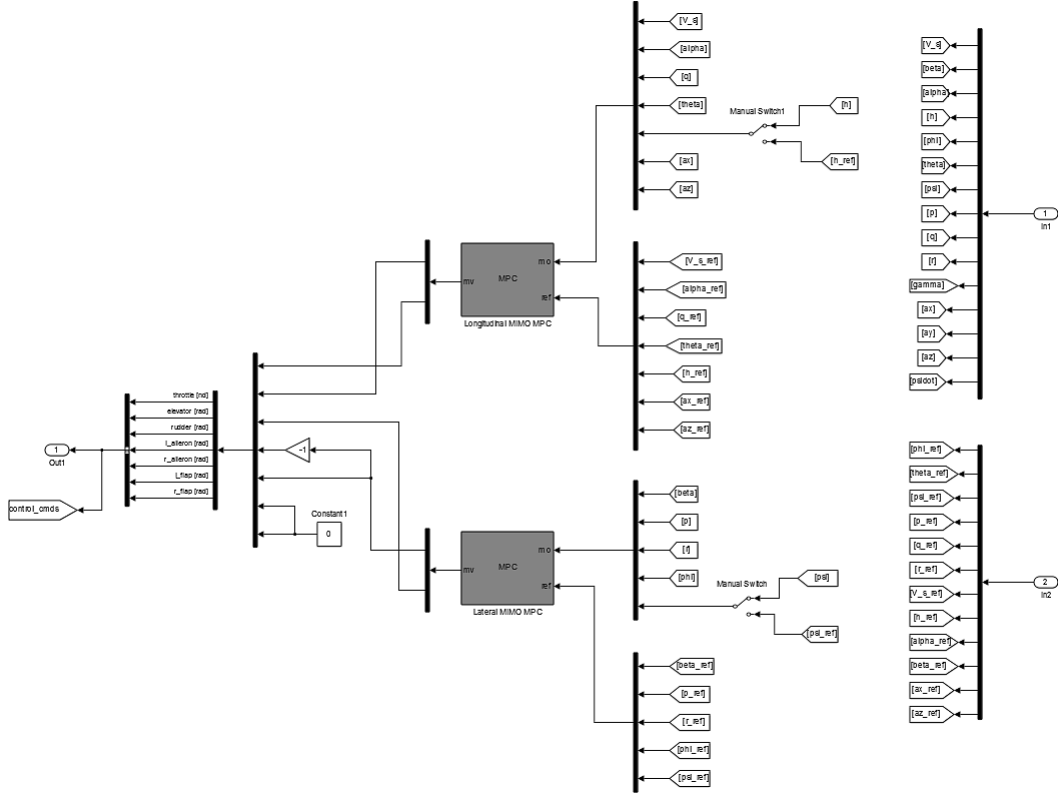 [V_s]
[alpha]
[q]
[theta]
[ax]
[az]
Manual Switch1
[h]
[h_ref]
[V_s]
[beta]
[alpha]
[h]
[phi]
[theta]
[psi]
[p]
[q]
[r]
[gamma]
[ax]
[ay]
[az]
[psidot]
1
In1
MPC
mo
ref
mv
Longitudinal MIMO MPC
[V_s_ref]
[alpha_ref]
[q_ref]
[theta_ref]
[h_ref]
[ax_ref]
[az_ref]
throttle [nd]
elevator [rad]
rudder [rad]
l_aileron [rad]
r_aileron [rad]
l_flap [rad]
r_flap [rad]
1
Out1
control_cmds
-1
Constant1
0
MPC
mo
ref
mv
Lateral MIMO MPC
[beta]
[p]
[r]
[phi]
Manual Switch
[psi]
[psi_ref]
[beta_ref]
[p_ref]
[r_ref]
[phi_ref]
[psi_ref]
[phi_ref]
[theta_ref]
[psi_ref]
[p_ref]
[q_ref]
[r_ref]
[V_s_ref]
[h_ref]
[alpha_ref]
[beta_ref]
[ax_ref]
[az_ref]
2
In2